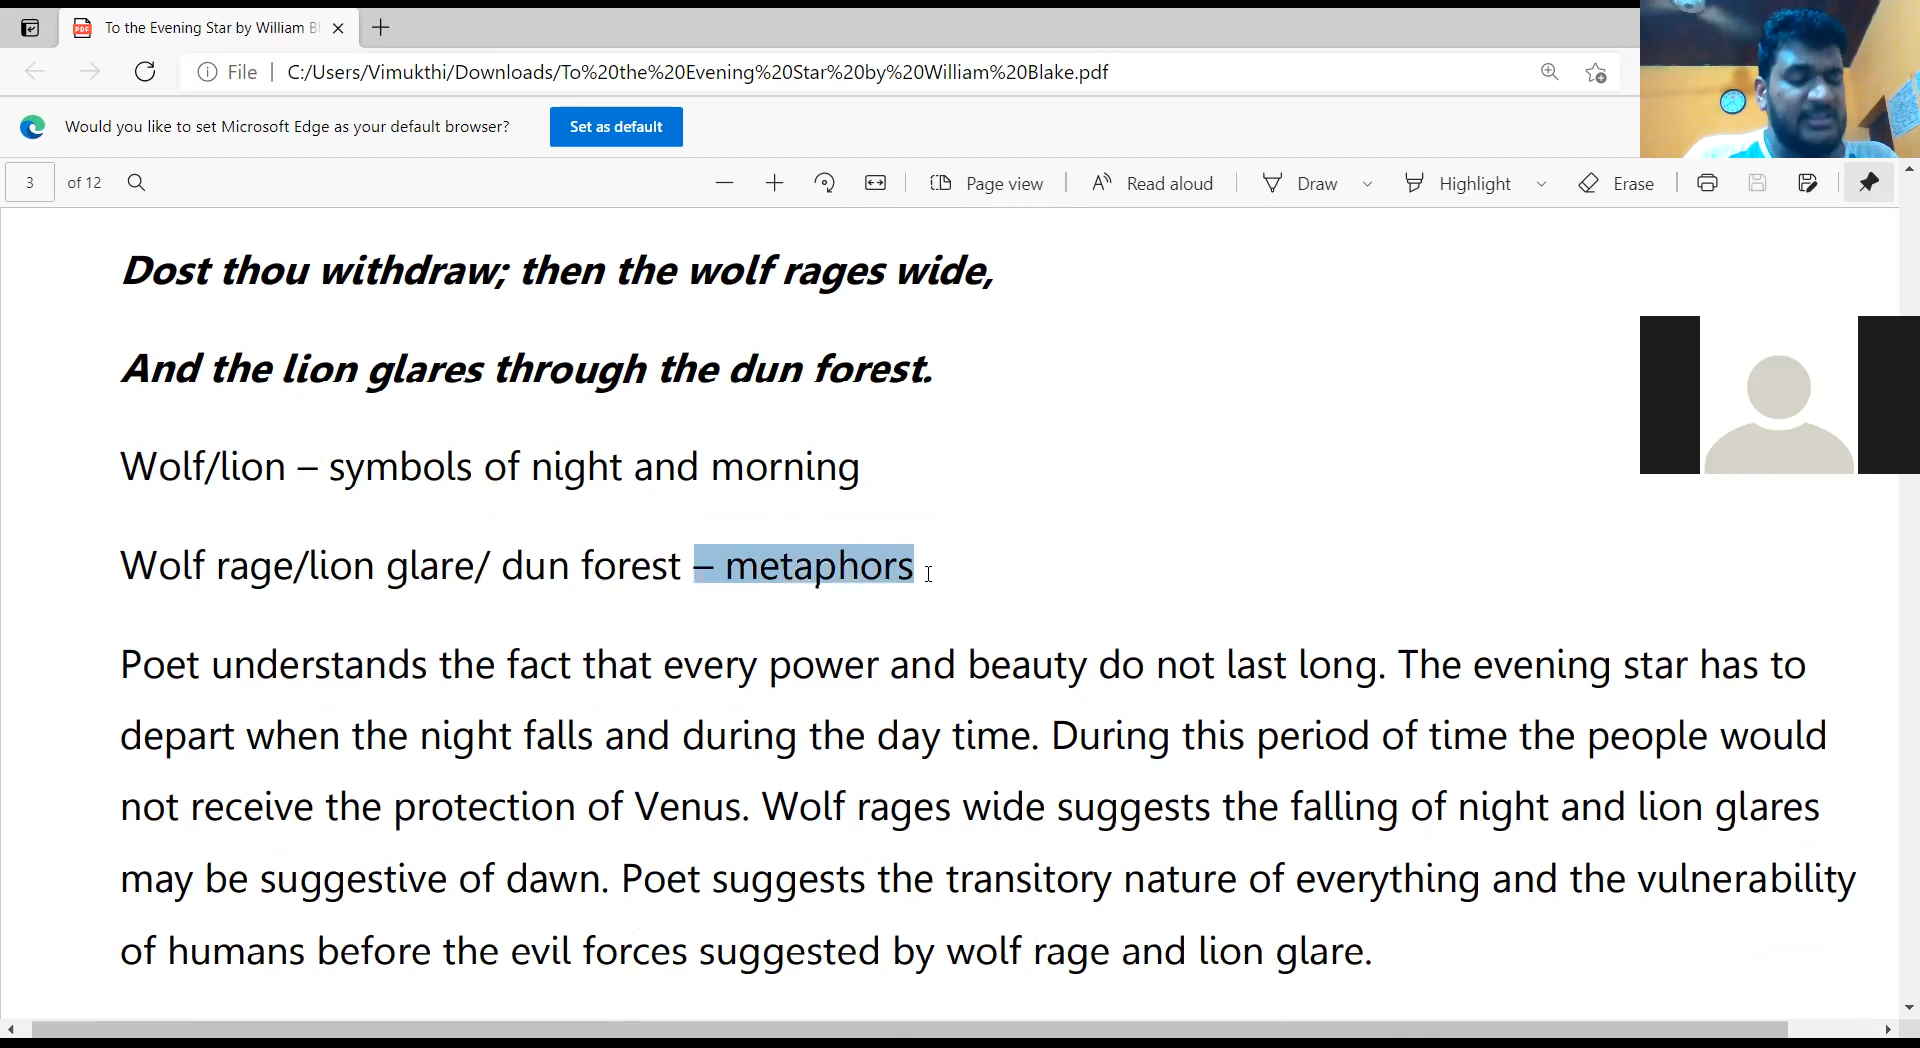 To the Evening Star by William B
File
C:/Users/Vimukthi/Downloads/To%20the%20Evening%20Star%20by%20William%20Blake.pdf
Would you like to set Microsoft Edge as your default browser?
Set as default
3 of 12
Page view
Read aloud
Draw
Highlight
Erase
Dost thou withdraw; then the wolf rages wide,
And the lion glares through the dun forest.
Wolf/lion – symbols of night and morning
Wolf rage/lion glare/ dun forest – metaphors
Poet understands the fact that every power and beauty do not last long. The evening star has to
depart when the night falls and during the day time. During this period of time the people would
not receive the protection of Venus. Wolf rages wide suggests the falling of night and lion glares
may be suggestive of dawn. Poet suggests the transitory nature of everything and the vulnerability
of humans before the evil forces suggested by wolf rage and lion glare.